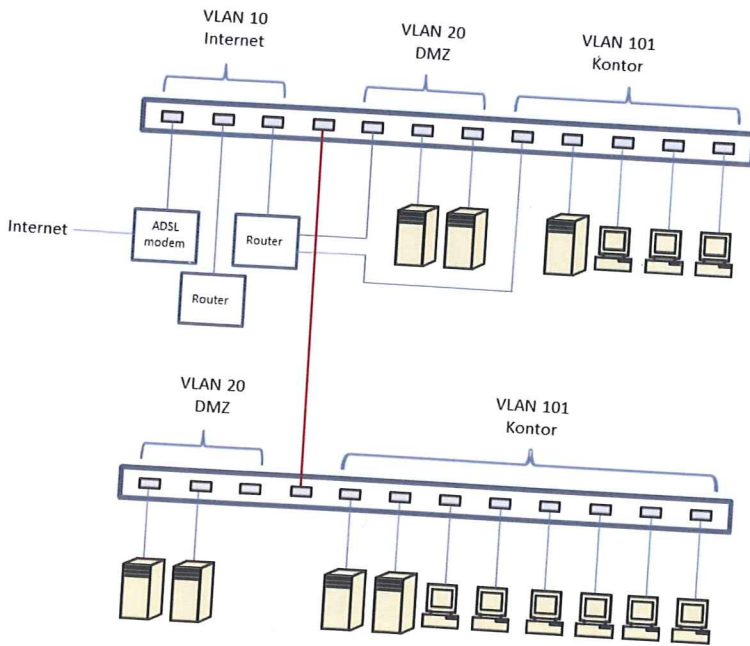 VLAN 10
Internet
VLAN 20
DMZ
VLAN 101
Kontor
Internet
ADSL
modem
Router
Router
VLAN 20
DMZ
VLAN 101
Kontor